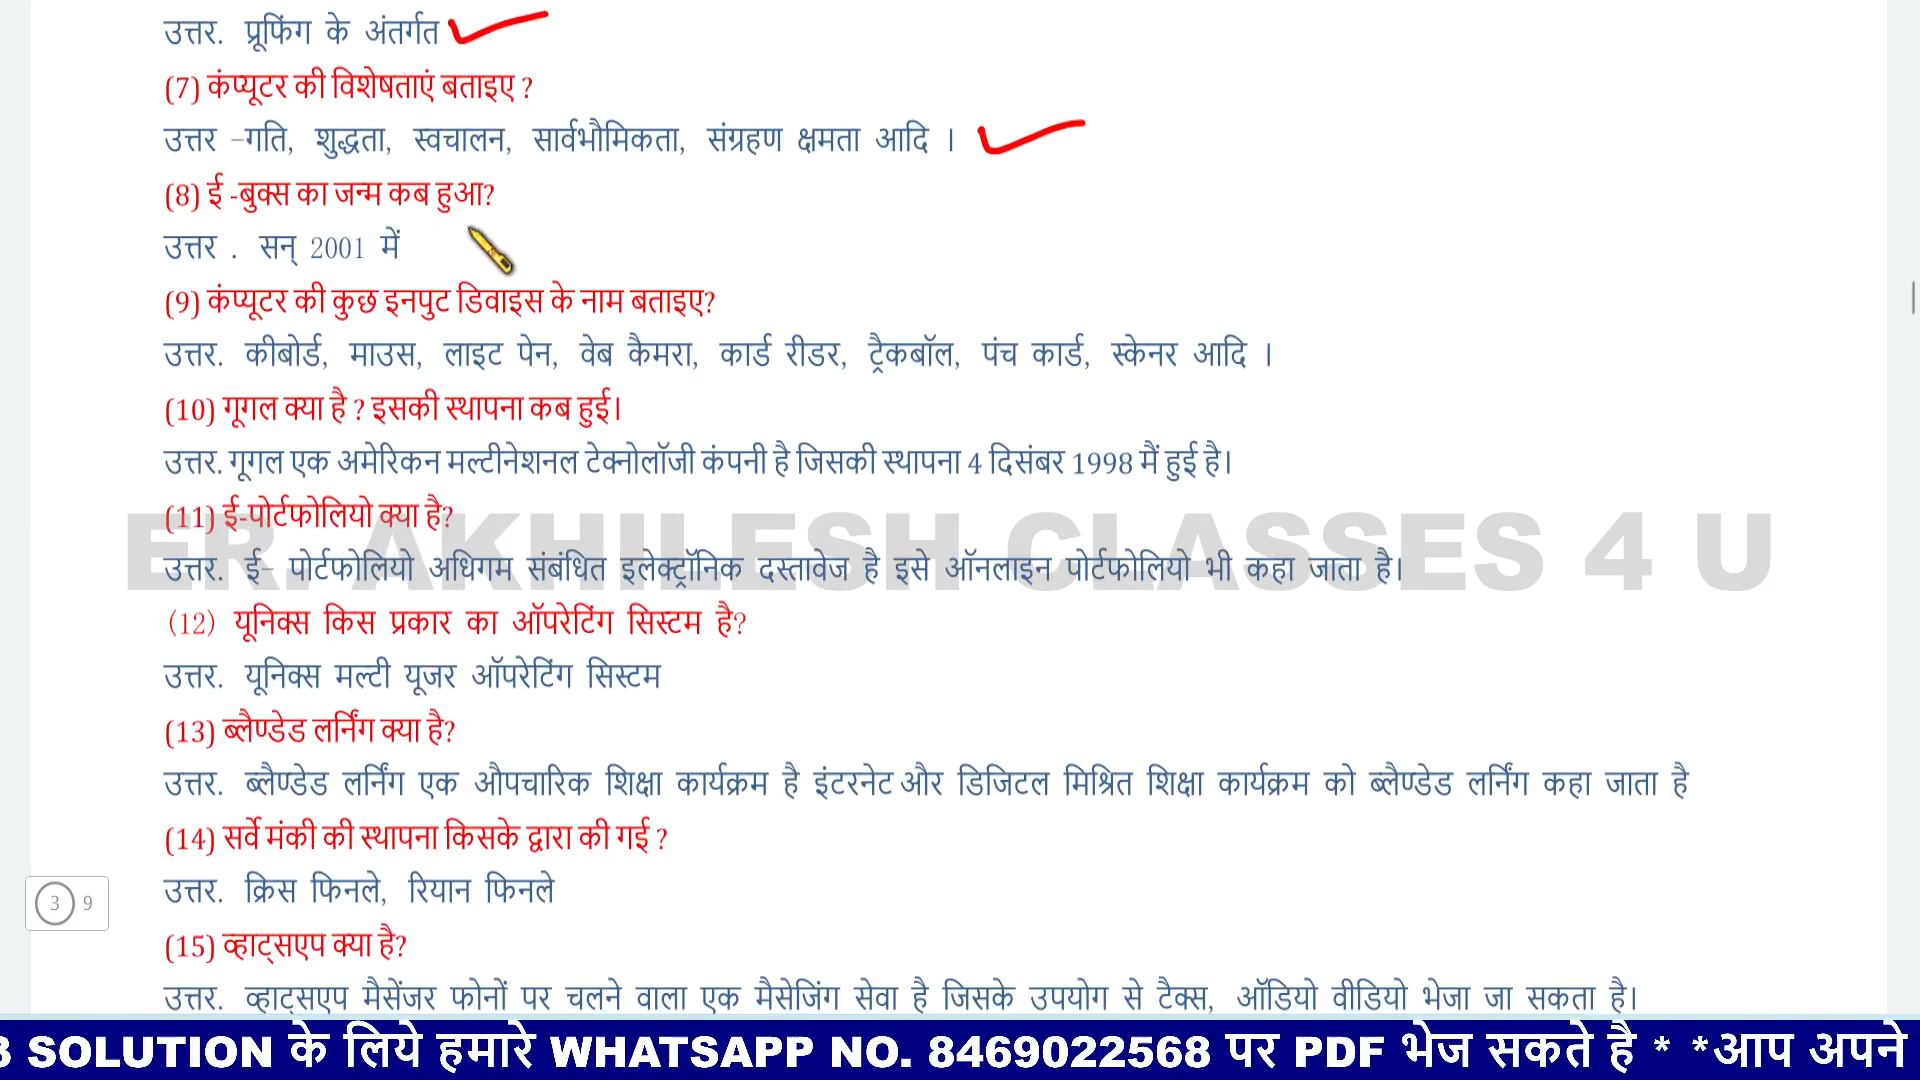 उत्तर. प्रूफिंग के अंतर्गत
(7) कंप्यूटर की विशेषताएं बताइए ?
उत्तर –गति, शुद्धता, स्वचालन, सार्वभौमिकता, संग्रहण क्षमता आदि ।
(8) ई -बुक्स का जन्म कब हुआ?
उत्तर . सन् 2001 में
(9) कंप्यूटर की कुछ इनपुट डिवाइस के नाम बताइए?
उत्तर. कीबोर्ड, माउस, लाइट पेन, वेब कैमरा, कार्ड रीडर, ट्रैकबॉल, पंच कार्ड, स्केनर आदि ।
(10) गूगल क्या है ? इसकी स्थापना कब हुई।
उत्तर. गूगल एक अमेरिकन मल्टीनेशनल टेक्नोलॉजी कंपनी है जिसकी स्थापना 4 दिसंबर 1998 मैं हुई है।
(11) ई-पोर्टफोलियो क्या है?
ER. AKHILESH CLASSES 4 U
उत्तर. ई– पोर्टफोलियो अधिगम संबंधित इलेक्ट्रॉनिक दस्तावेज है इसे ऑनलाइन पोर्टफोलियो भी कहा जाता है।
(12) यूनिक्स किस प्रकार का ऑपरेटिंग सिस्टम है?
उत्तर. यूनिक्स मल्टी यूजर ऑपरेटिंग सिस्टम
(13) ब्लैण्डेड लर्निंग क्या है?
उत्तर. ब्लैण्डेड लर्निंग एक औपचारिक शिक्षा कार्यक्रम है इंटरनेट और डिजिटल मिश्रित शिक्षा कार्यक्रम को ब्लैण्डेड लर्निंग कहा जाता है
(14) सर्वे मंकी की स्थापना किसके द्वारा की गई ?
उत्तर. क्रिस फिनले, रियान फिनले
3 9
(15) व्हाट्सएप क्या है?
उत्तर. व्हाट्सएप मैसेंजर फोनों पर चलने वाला एक मैसेजिंग सेवा है जिसके उपयोग से टैक्स, ऑडियो वीडियो भेजा जा सकता है।
SOLUTION के लिये हमारे WHATSAPP NO. 8469022568 पर PDF भेज सकते है * *आप अपने